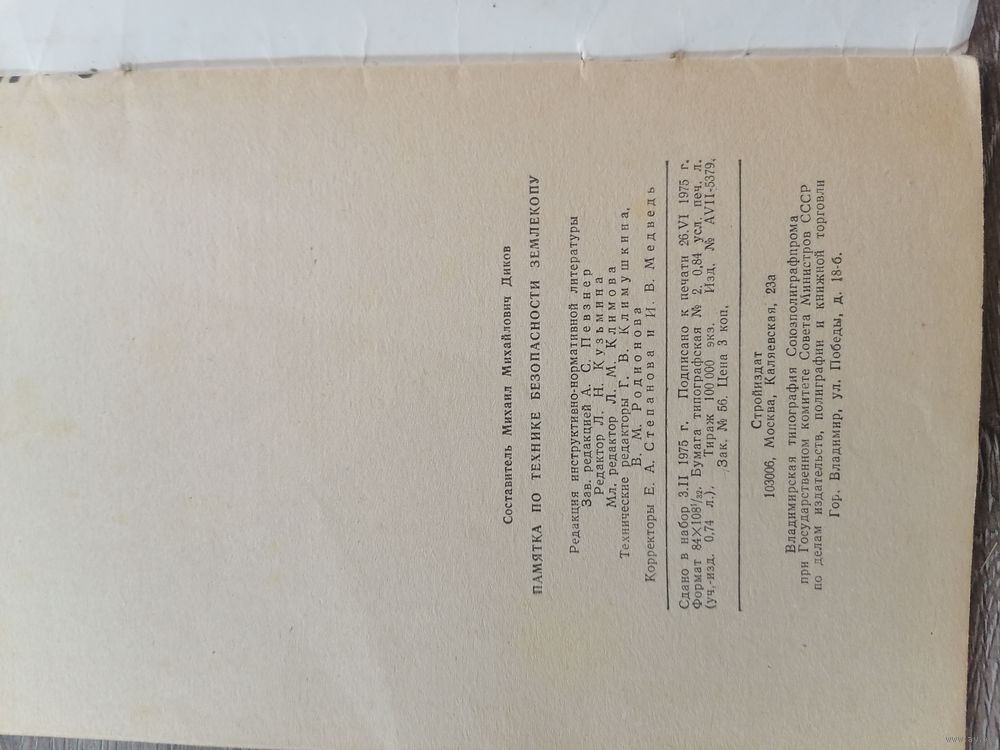 Составитель Михаил Михайлович Диков
ПАМЯТКА ПО ТЕХНИКЕ БЕЗОПАСНОСТИ ЗЕМЛЕКОПУ
Редакция инструктивно-нормативной литературы
Зав. редакцией А. С. Певзнер
Редактор Л. Н. Кузьмина
Мл. редактор Л. М. Климова
Технические редакторы Г. В. Климушкина,
В. М. Родионова
Корректоры Е. А. Степанова и И. В. Медведь
Сдано в набор 3.II 1975 г. Подписано к печати 26.VI 1975 г.
Формат 84×108¹/₃₂. Бумага типографская № 2. 0,84 усл. печ. л.
(уч.-изд. 0,74 л.). Тираж 100 000 экз. Изд. № AVII-5379.
Зак. № 56. Цена 3 коп.
Стройиздат
103006, Москва, Каляевская, 23а
Владимирская типография Союзполиграфпрома
при Государственном комитете Совета Министров СССР
по делам издательств, полиграфии и книжной торговли
Гор. Владимир, ул. Победы, д. 18-б.